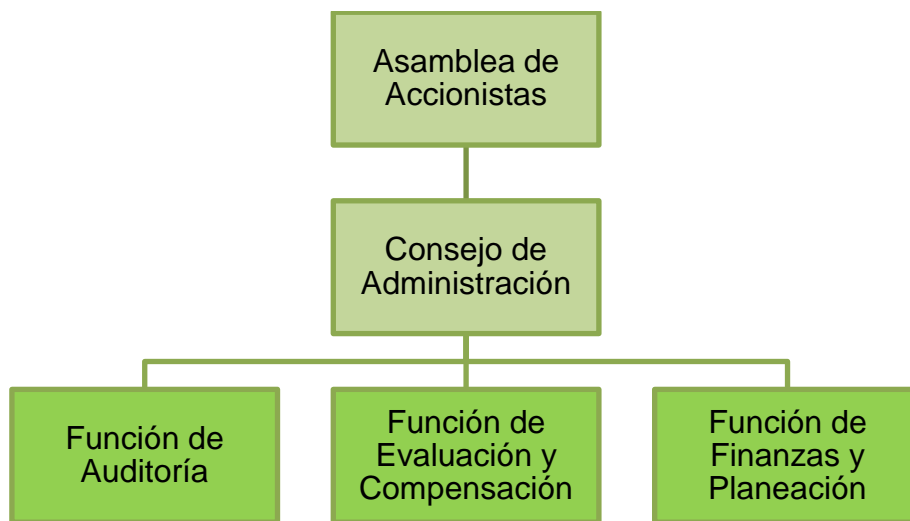 Asamblea de
Accionistas
Consejo de
Administración
Función de
Auditoría
Función de
Evaluación y
Compensación
Función de
Finanzas y
Planeación